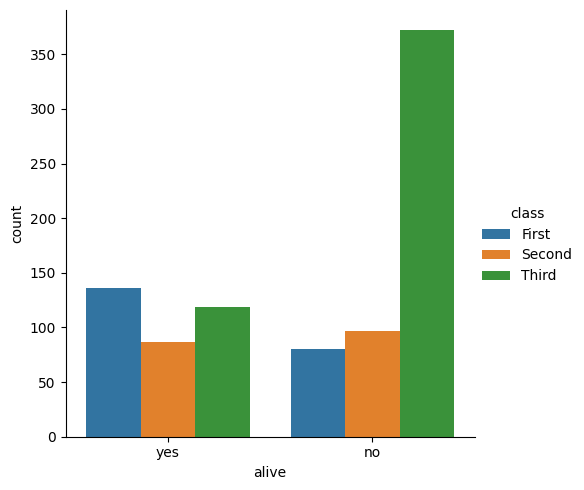 350
300
250
200
150
100
50
0
count
yes
no
alive
class
First
Second
Third